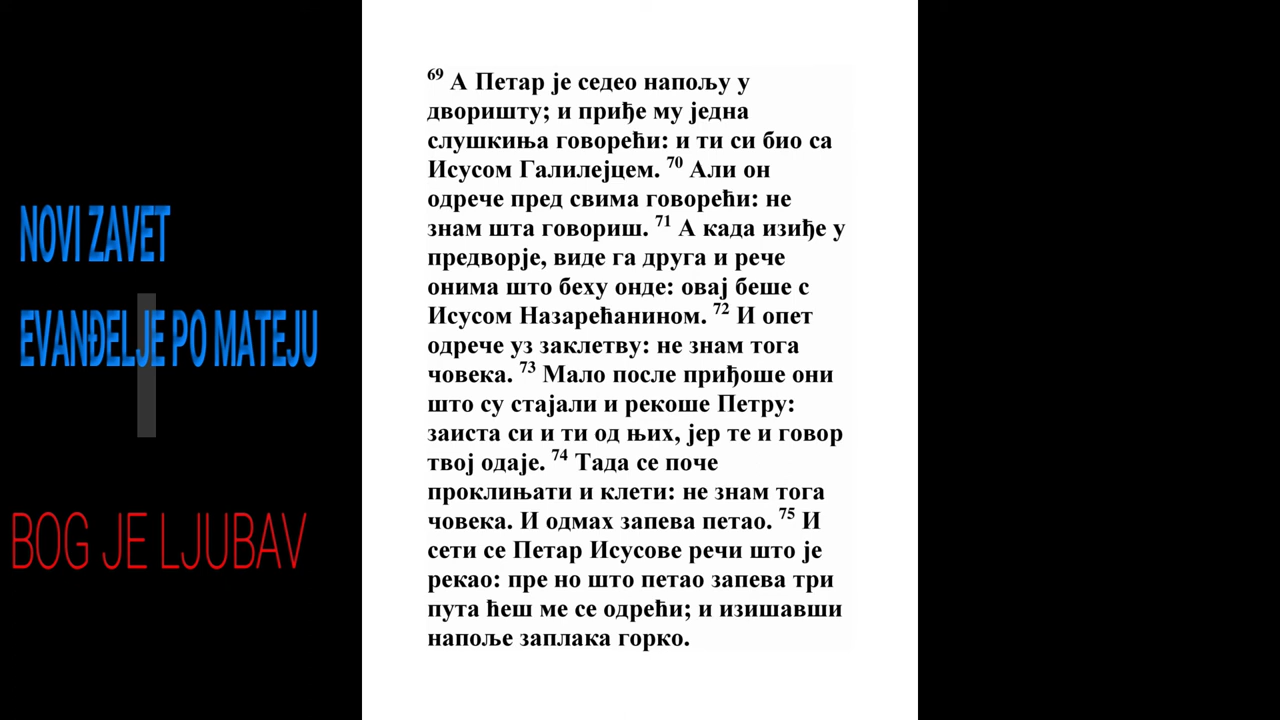 NOVI ZAVET
EVANĐELJE PO MATEJU
BOG JE LJUBAV
69 А Петар је седео напољу у
дворишту; и приђе му једна
слушкиња говорећи: и ти си био са
Исусом Галилејцем. 70 Али он
одрече пред свима говорећи: не
знам шта говориш. 71 А када изиђе у
предворје, виде га друга и рече
онима што беху онде: овај беше с
Исусом Назарећанином. 72 И опет
одрече уз заклетву: не знам тога
човека. 73 Мало после приђоше они
што су стајали и рекоше Петру:
заиста си и ти од њих, јер те и говор
твој одаје. 74 Тада се поче
проклињати и клети: не знам тога
човека. И одмах запева петао. 75 И
сети се Петар Исусове речи што је
рекао: пре но што петао запева три
пута ћеш ме се одрећи; и изишавши
напоље заплака горко.